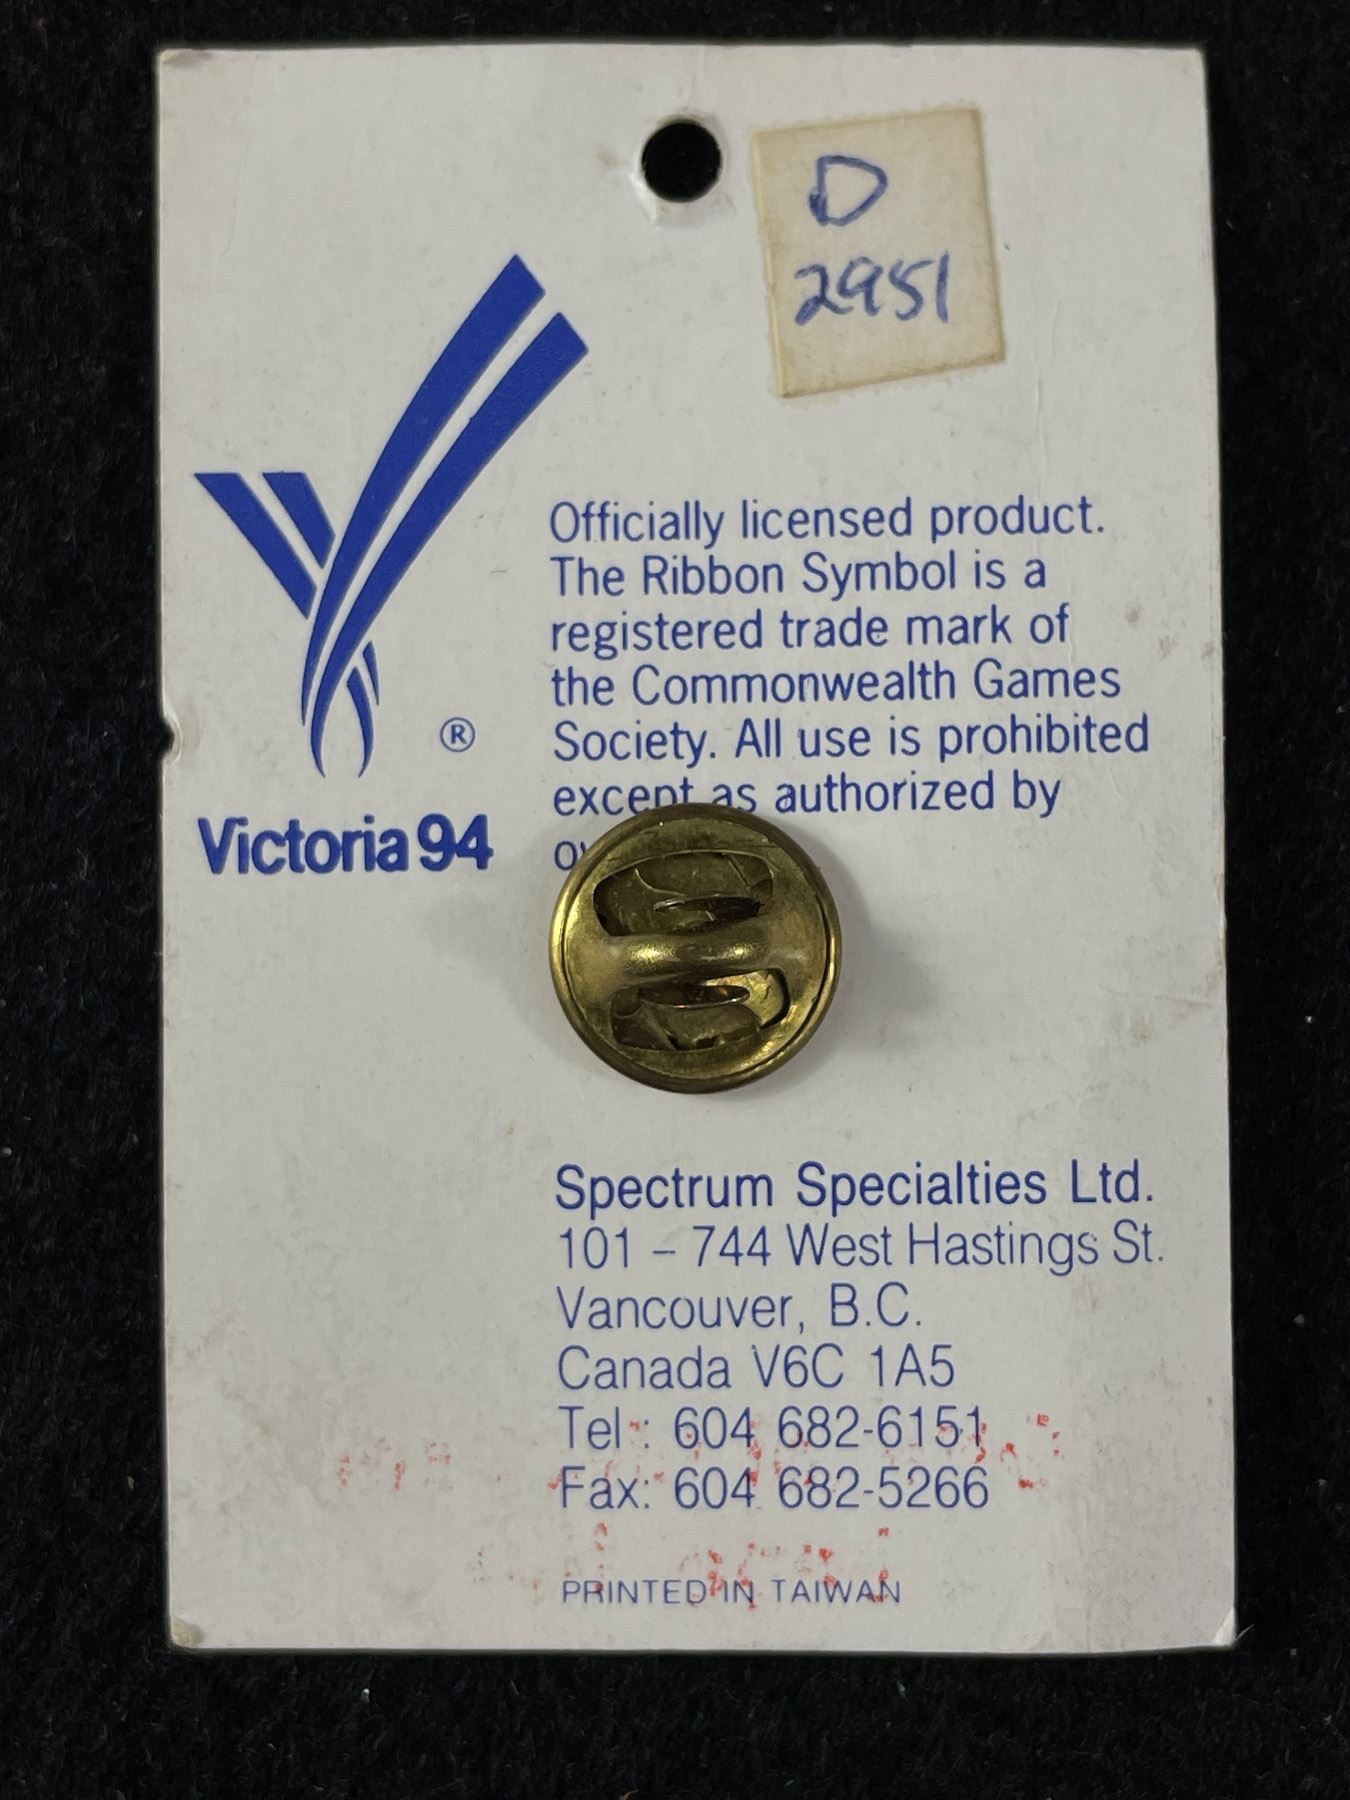 D
2951
Officially licensed product.
The Ribbon Symbol is a
registered trade mark of
the Commonwealth Games
Society. All use is prohibited
except as authorized by
®
Victoria 94
Spectrum Specialties Ltd.
101 – 744 West Hastings St.
Vancouver, B.C.
Canada V6C 1A5
Tel : 604 682-6151
Fax: 604 682-5266
PRINTED IN TAIWAN